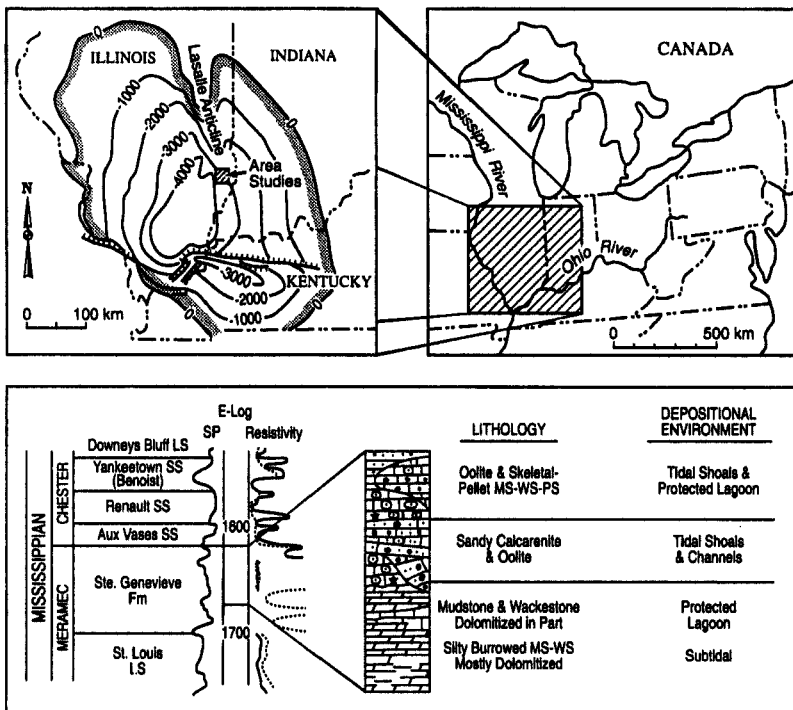 ILLINOIS
INDIANA
Lasalle Anticline
0
0
-1000
-2000
-3000
-4000
Area
Studies
N
KENTUCKY
-3000
-2000
-1000
0
0
0 100 km
CANADA
Mississippi River
Ohio River
0 500 km
E-Log
SP Resistivity
LITHOLOGY
DEPOSITIONAL
ENVIRONMENT
MISSISSIPPIAN
CHESTER
MERAMEC
Downeys Bluff LS
Yankeetown SS
(Benoist)
Renault SS
Aux Vases SS
Ste. Genevieve
Fm
St. Louis
I.S
1600
1700
Oolite & Skeletal-
Pellet MS-WS-PS
Tidal Shoals &
Protected Lagoon
Sandy Calcarenite
& Oolite
Tidal Shoals
& Channels
Mudstone & Wackestone
Dolomitized in Part
Protected
Lagoon
Silty Burrowed MS-WS
Mostly Dolomitized
Subtidal